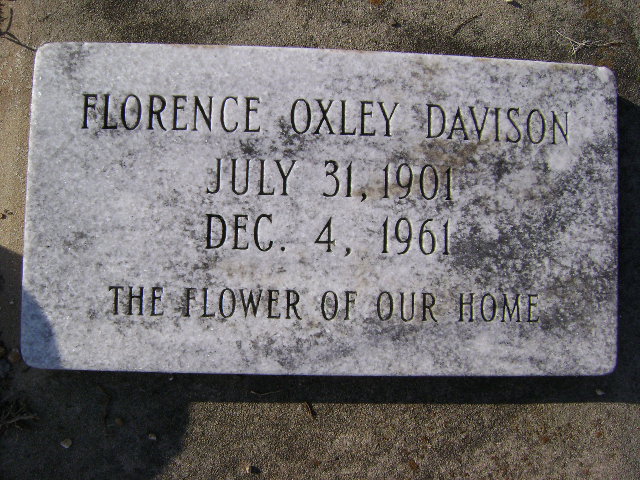 FLORENCE OXLEY DAVISON
JULY 31, 1901
DEC. 4, 1961
THE FLOWER OF OUR HOME